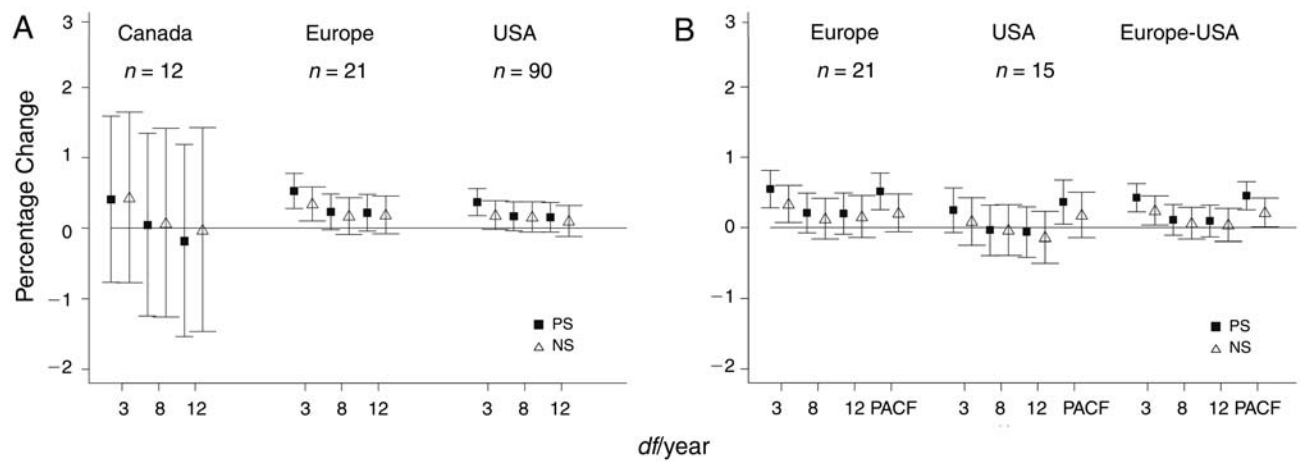 A
Canada
Europe
USA
n = 12
n = 21
n = 90
Percentage Change
3
2
1
0
−1
−2
PS
NS
3 8 12
3 8 12
3 8 12
B
Europe
USA
Europe-USA
n = 21
n = 15
3
2
1
0
−1
−2
PS
NS
3 8 12 PACF
3 8 12 PACF
3 8 12 PACF
df/year